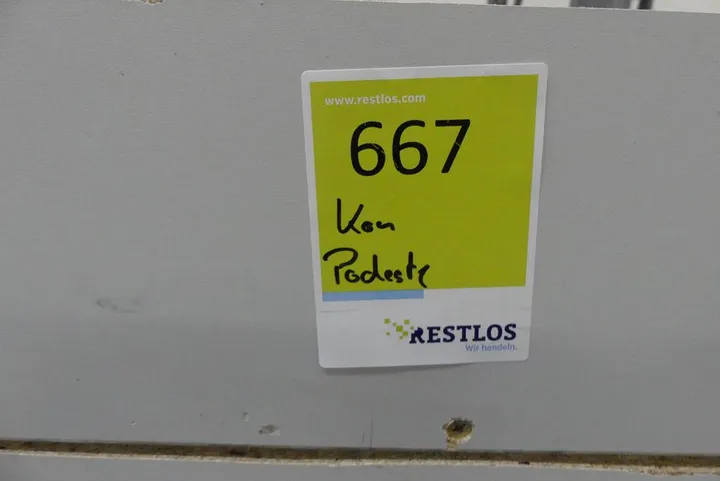 www.restlos.com
667
Kon
Podeste
RESTLOS
Wir handeln.